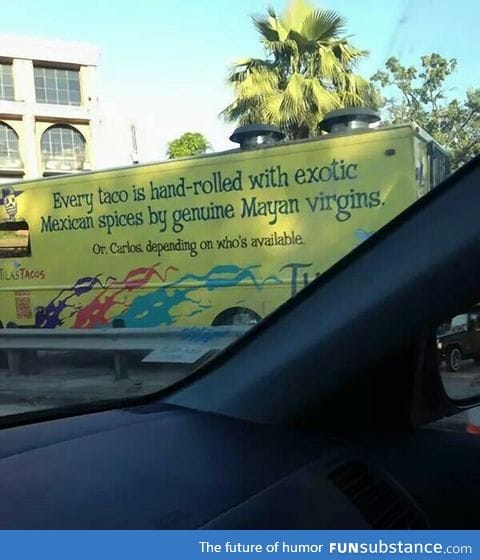 Every taco is hand-rolled with exotic
Mexican spices by genuine Mayan virgins.
Or, Carlos, depending on who's available.
TACOS
The future of humor FUNsubstance.com